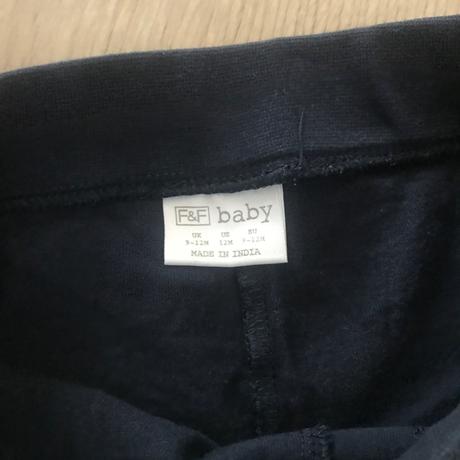 F&F baby
UK US EU
9-12M 12M 9-12M
MADE IN INDIA